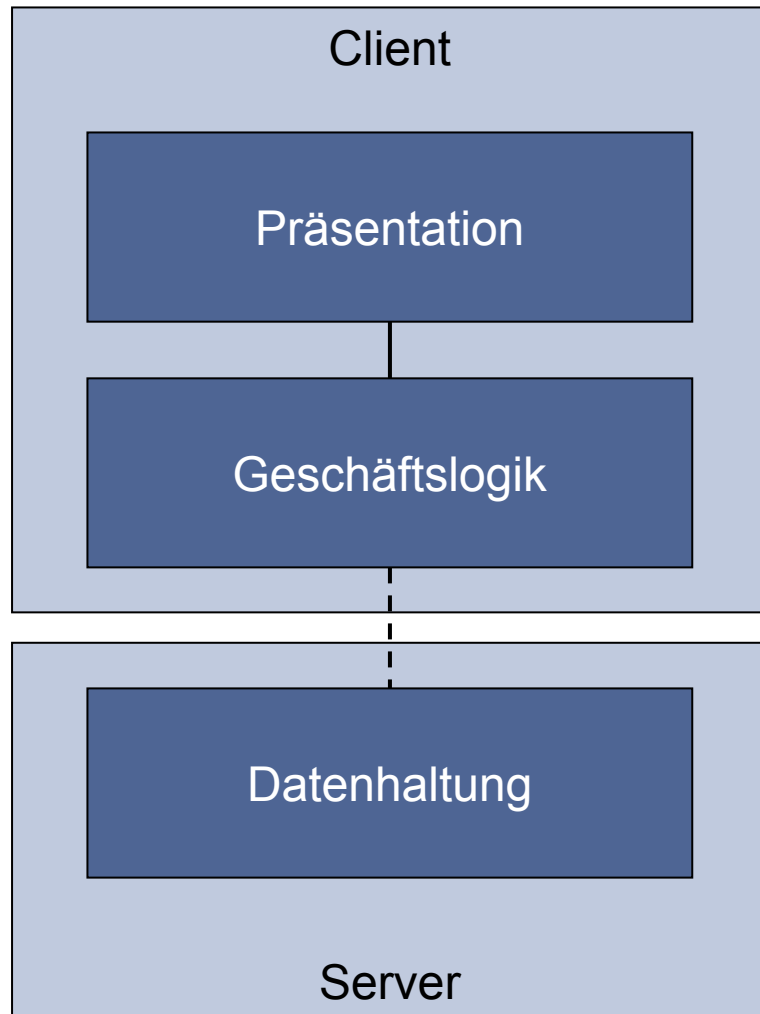 Client
Präsentation
Geschäftslogik
Datenhaltung
Server